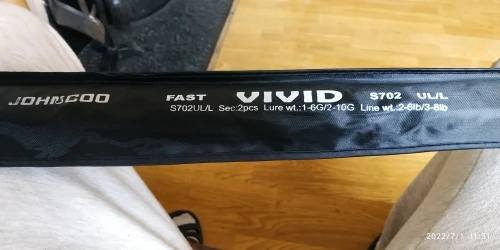 JOHNCOO FAST VIVID S702 UL/L
S702UL/L Sec:2pcs Lure wt.:1-6G/2-10G Line wt.:2-6lb/3-8lb
2022/7/1 11:31